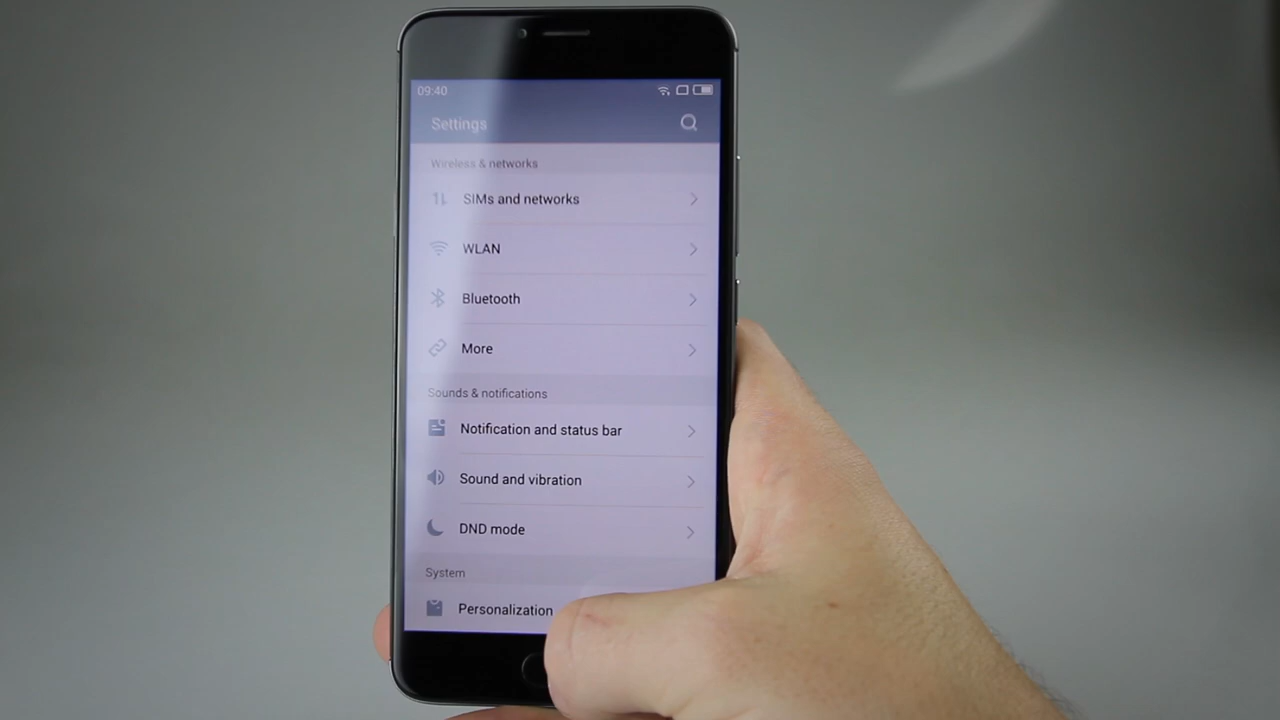 09:40
Settings
Wireless & networks
SIMs and networks
WLAN
Bluetooth
More
Sounds & notifications
Notification and status bar
Sound and vibration
DND mode
System
Personalization